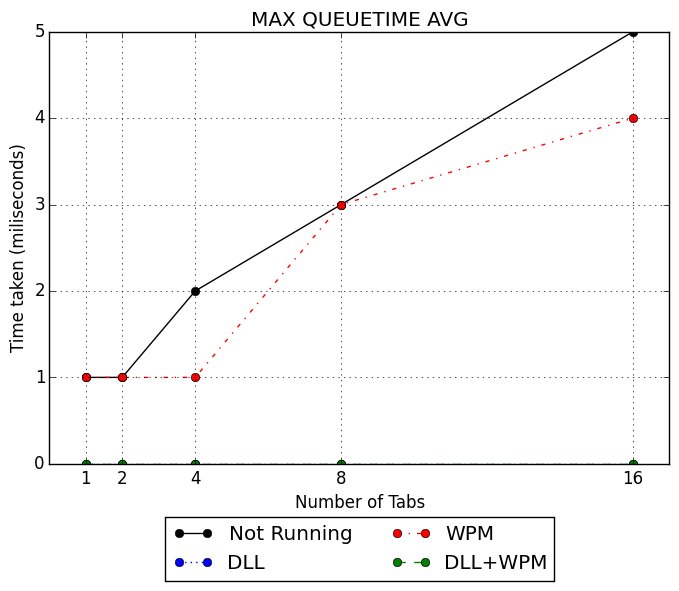 MAX QUEUETIME AVG
5
4
3
2
1
0
Time taken (miliseconds)
1 2 4 8 16
Number of Tabs
Not Running WPM
DLL DLL+WPM